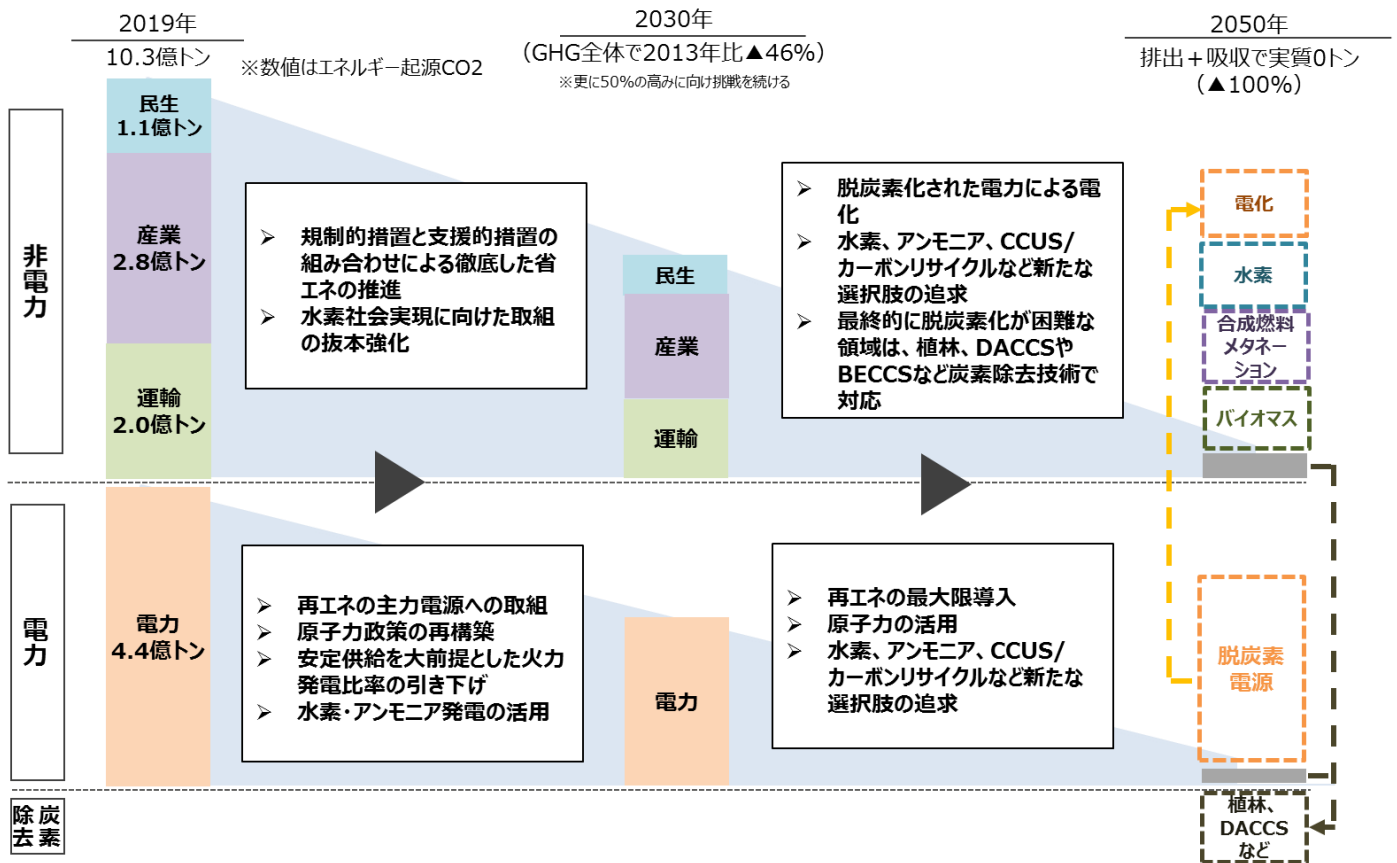 2019年
10.3億トン
※数値はエネルギー起源CO2
2030年
(GHG全体で2013年比▲46%)
※更に50%の高みに向け挑戦を続ける
2050年
排出+吸収で実質0トン
(▲100%)
非電力
民生
1.1億トン
産業
2.8億トン
運輸
2.0億トン
➢ 規制的措置と支援的措置の
組み合わせによる徹底した省
エネの推進
➢ 水素社会実現に向けた取組
の抜本強化
民生
産業
運輸
➢ 脱炭素化された電力による電
化
➢ 水素、アンモニア、CCUS/
カーボンリサイクルなど新たな
選択肢の追求
➢ 最終的に脱炭素化が困難な
領域は、植林、DACCSや
BECCSなど炭素除去技術で
対応
電化
水素
合成燃料
メタネー
ション
バイオマス
電力
電力
4.4億トン
➢ 再エネの主力電源への取組
➢ 原子力政策の再構築
➢ 安定供給を大前提とした火力
発電比率の引き下げ
➢ 水素・アンモニア発電の活用
電力
➢ 再エネの最大限導入
➢ 原子力の活用
➢ 水素、アンモニア、CCUS/
カーボンリサイクルなど新たな
選択肢の追求
脱炭素
電源
炭素除去
植林、
DACCS
など